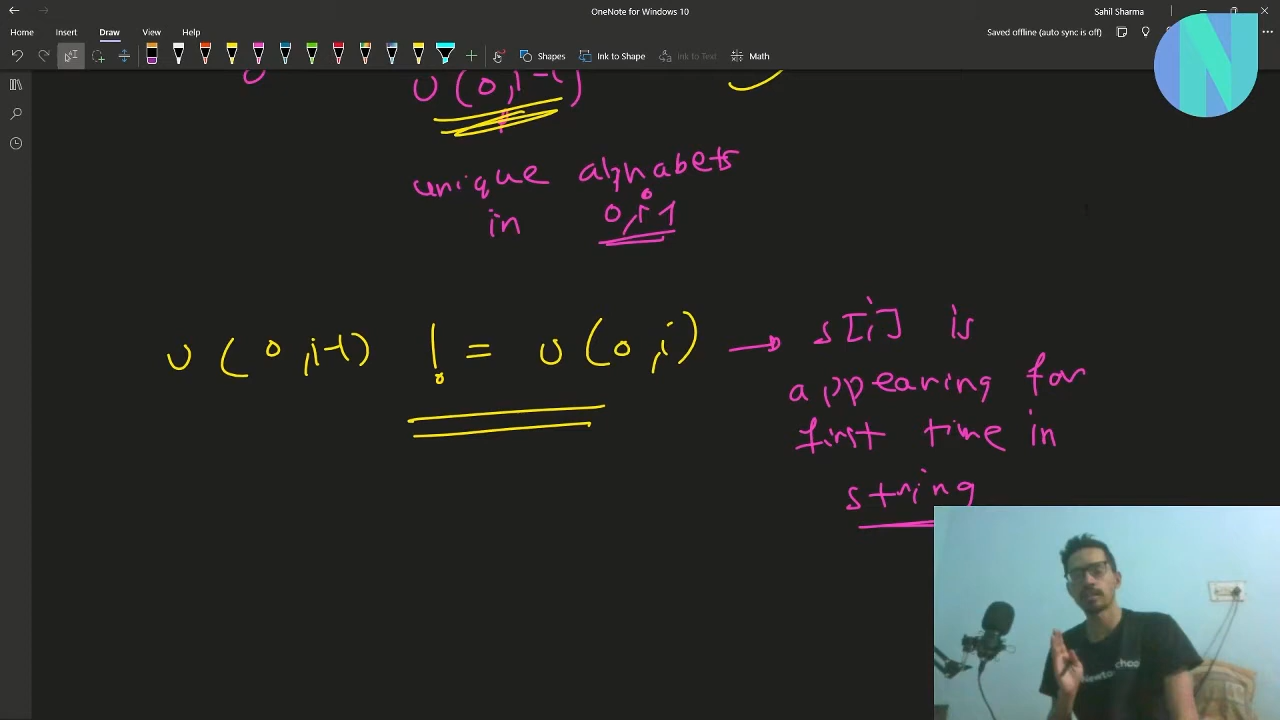 OneNote for Windows 10
Sahil Sharma
Home Insert Draw View Help
Saved offline (auto sync is off)
Shapes Ink to Shape Ink to Text Math
U (0,i-1)
unique alphabets
in 0,i-1
U (0,i-1) != U (0,i) → s[i] is
appearing for
first time in
string
N